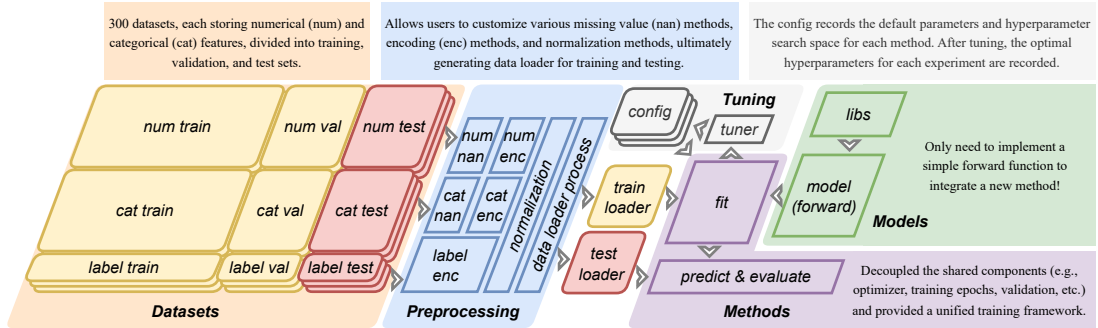 300 datasets, each storing numerical (num) and
categorical (cat) features, divided into training,
validation, and test sets.
Allows users to customize various missing value (nan) methods,
encoding (enc) methods, and normalization methods, ultimately
generating data loader for training and testing.
The config records the default parameters and hyperparameter
search space for each method. After tuning, the optimal
hyperparameters for each experiment are recorded.
num train
num val
num test
cat train
cat val
cat test
label train
label val
label test
Datasets
num
nan
num
enc
cat
nan
cat
enc
label
enc
normalization
data loader process
Preprocessing
config
Tuning
tuner
train
loader
test
loader
fit
predict & evaluate
Methods
libs
model
(forward)
Models
Only need to implement a
simple forward function to
integrate a new method!
Decoupled the shared components (e.g.,
optimizer, training epochs, validation, etc.)
and provided a unified training framework.